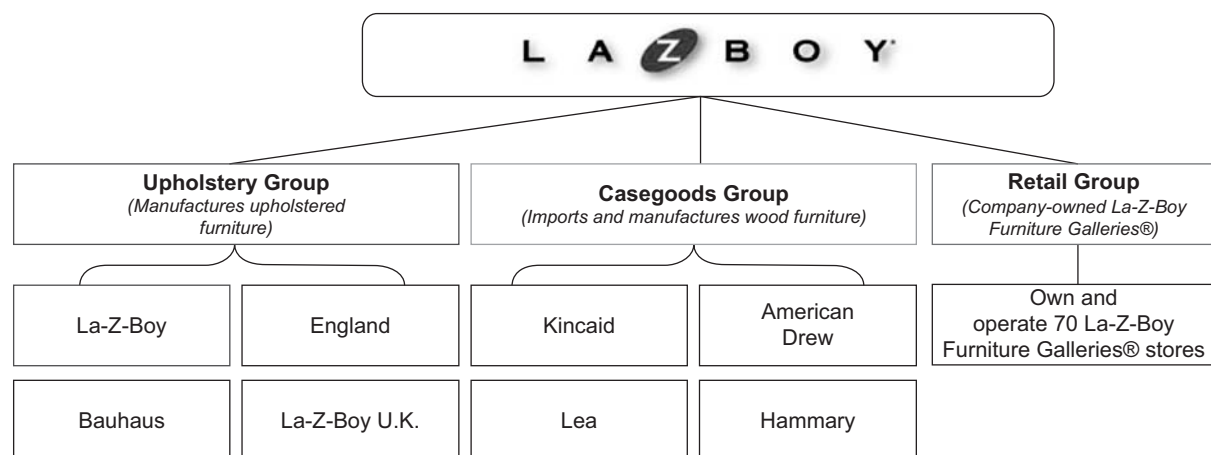 LAZBOY
Upholstery Group
(Manufactures upholstered
furniture)
Casegoods Group
(Imports and manufactures wood furniture)
Retail Group
(Company-owned La-Z-Boy
Furniture Galleries®)
La-Z-Boy
England
Kincaid
American
Drew
Own and
operate 70 La-Z-Boy
Furniture Galleries® stores
Bauhaus
La-Z-Boy U.K.
Lea
Hammary